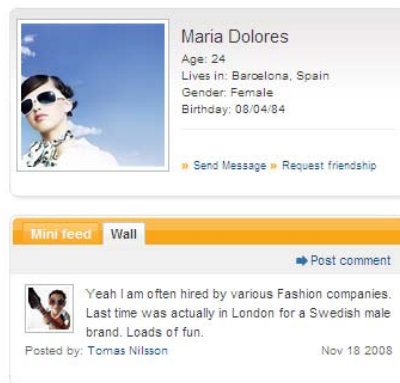 Maria Dolores
Age: 24
Lives in: Barcelona, Spain
Gender: Female
Birthday: 08/04/84
» Send Message » Request friendship
Mini feed Wall
Post comment
Yeah I am often hired by various Fashion companies.
Last time was actually in London for a Swedish male
brand. Loads of fun.
Posted by: Tomas Nilsson Nov 18 2008